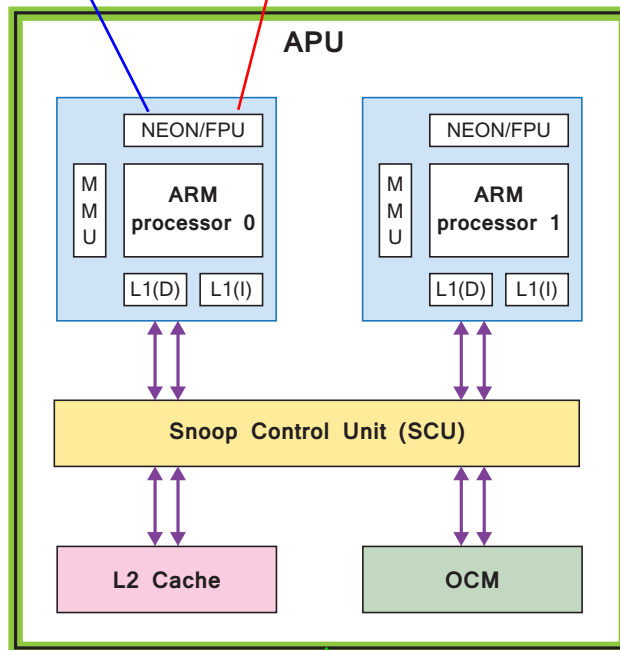 APU
NEON/FPU
M
M
U
ARM
processor 0
L1(D)
L1(I)
NEON/FPU
M
M
U
ARM
processor 1
L1(D)
L1(I)
Snoop Control Unit (SCU)
L2 Cache
OCM